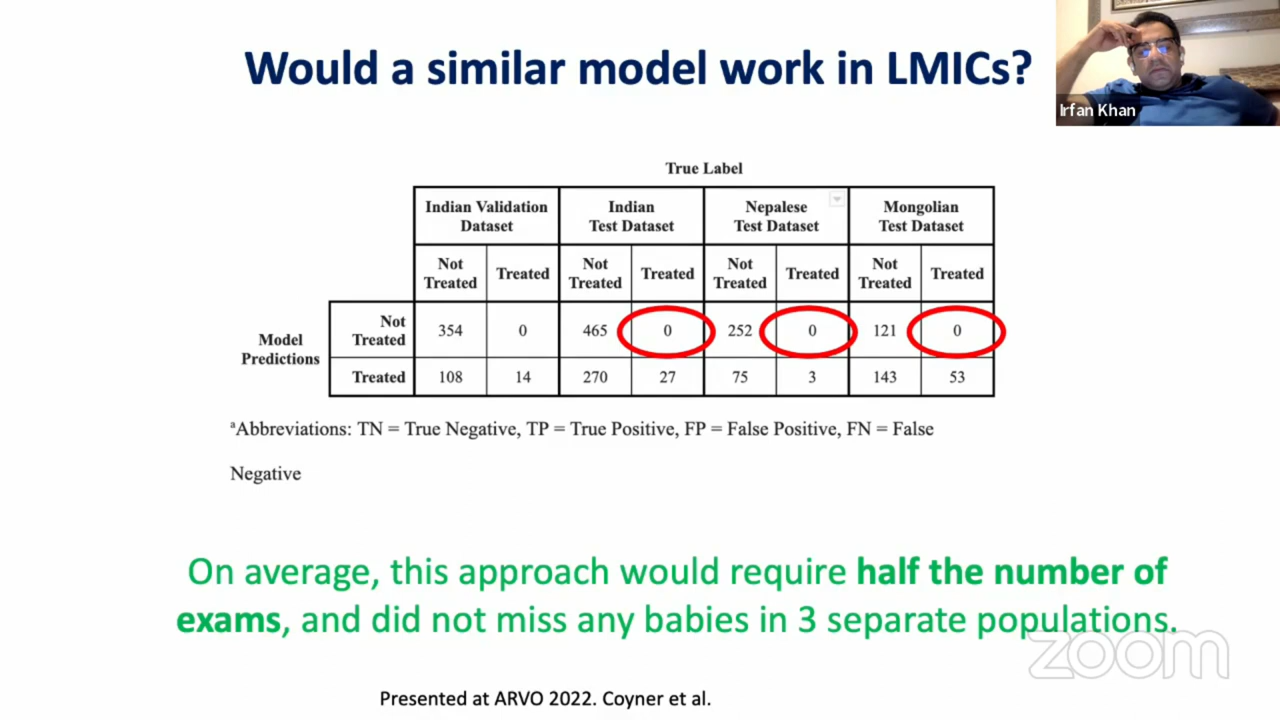 Would a similar model work in LMICs?
Irfan Khan
True Label
Indian Validation Dataset
Indian Test Dataset
Nepalese Test Dataset
Mongolian Test Dataset
Not Treated
Treated
Not Treated
Treated
Not Treated
Treated
Not Treated
Treated
Model Predictions
Not Treated
354
0
465
0
252
0
121
0
Treated
108
14
270
27
75
3
143
53
ᵃAbbreviations: TN = True Negative, TP = True Positive, FP = False Positive, FN = False
Negative
On average, this approach would require half the number of
exams, and did not miss any babies in 3 separate populations.
zoom
Presented at ARVO 2022. Coyner et al.